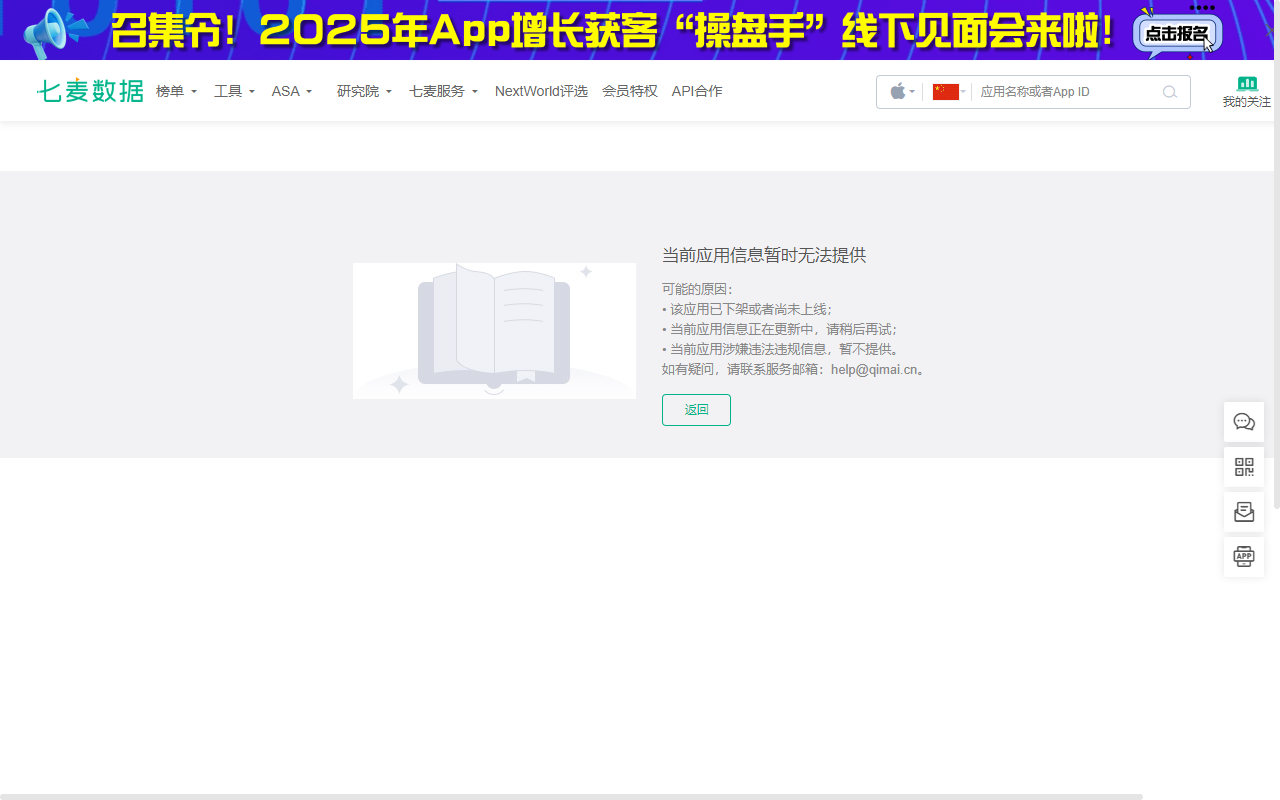 召集令！2025年App增长获客“操盘手”线下见面会来啦！
点击报名
七麦数据 榜单 工具 ASA 研究院 七麦服务 NextWorld评选 会员特权 API合作 应用名称或者App ID 我的关注
当前应用信息暂时无法提供
可能的原因：
• 该应用已下架或者尚未上线；
• 当前应用信息正在更新中，请稍后再试；
• 当前应用涉嫌违法违规信息，暂不提供。
如有疑问，请联系服务邮箱：help@qimai.cn。
返回
APP